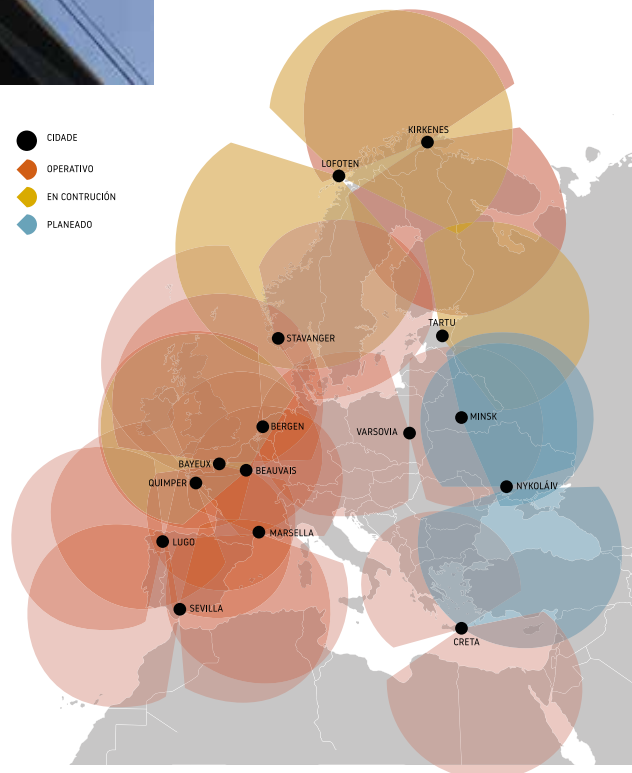 CIDADE
OPERATIVO
EN CONTRUCIÓN
PLANEADO
KIRKENES
LOFOTEN
TARTU
STAVANGER
MINSK
BERGEN
VARSOVIA
BAYEUX
BEAUVAIS
QUIMPER
NYKOLÁIV
MARSELLA
LUGO
SEVILLA
CRETA